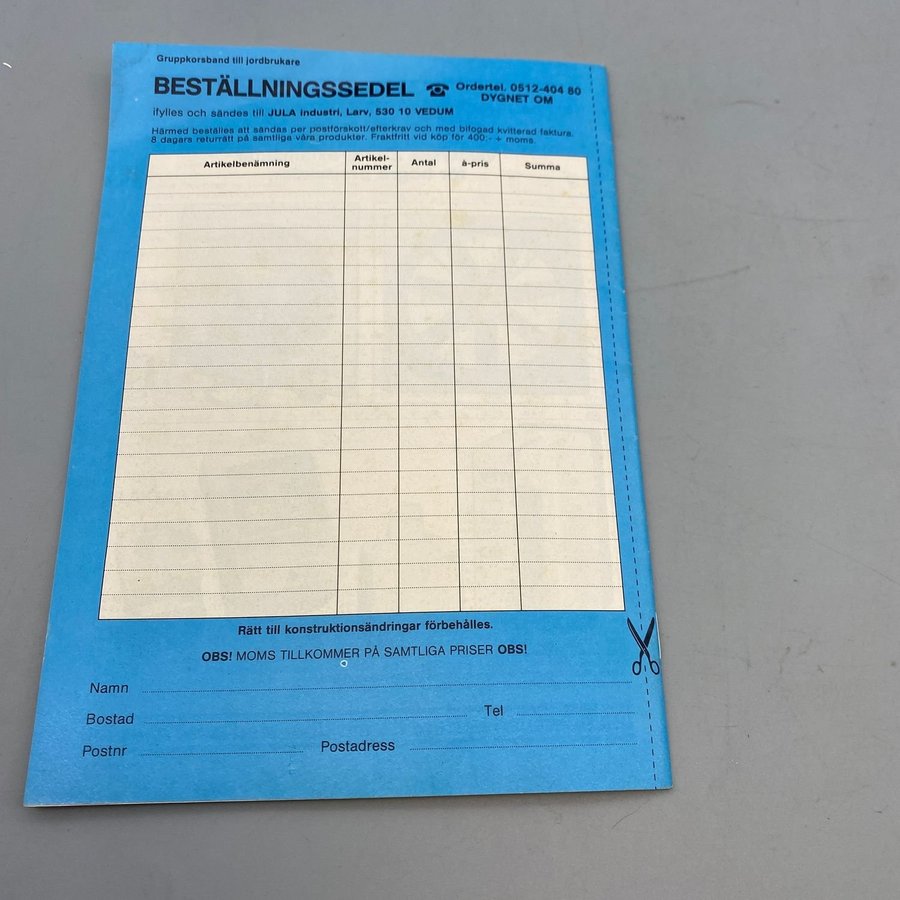 Gruppkorsband till jordbrukare
BESTÄLLNINGSSEDEL ☎ Ordertel. 0512-404 80
DYGNET OM
ifylles och sändes till JULA Industri, Larv, 530 10 VEDUM
Härmed beställes att sändas per postförskott/efterkrav och med bifogad kvitterad faktura.
8 dagars returrätt på samtliga våra produkter. Fraktfritt vid köp för 400:- + moms.
Artikelbenämning Artikel-nummer Antal à-pris Summa
Rätt till konstruktionsändringar förbehålles.
OBS! MOMS TILLKOMMER PÅ SAMTLIGA PRISER OBS!
Namn
Bostad Tel
Postnr Postadress